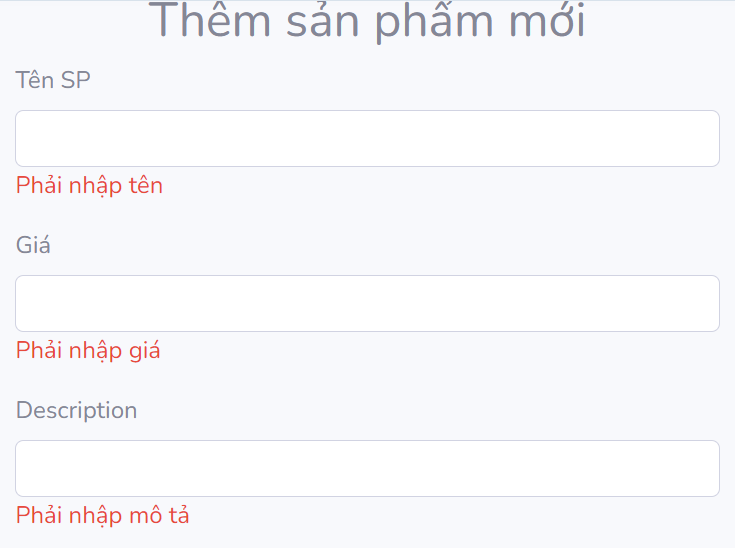 Thêm sản phẩm mới
Tên SP
Phải nhập tên
Giá
Phải nhập giá
Description
Phải nhập mô tả